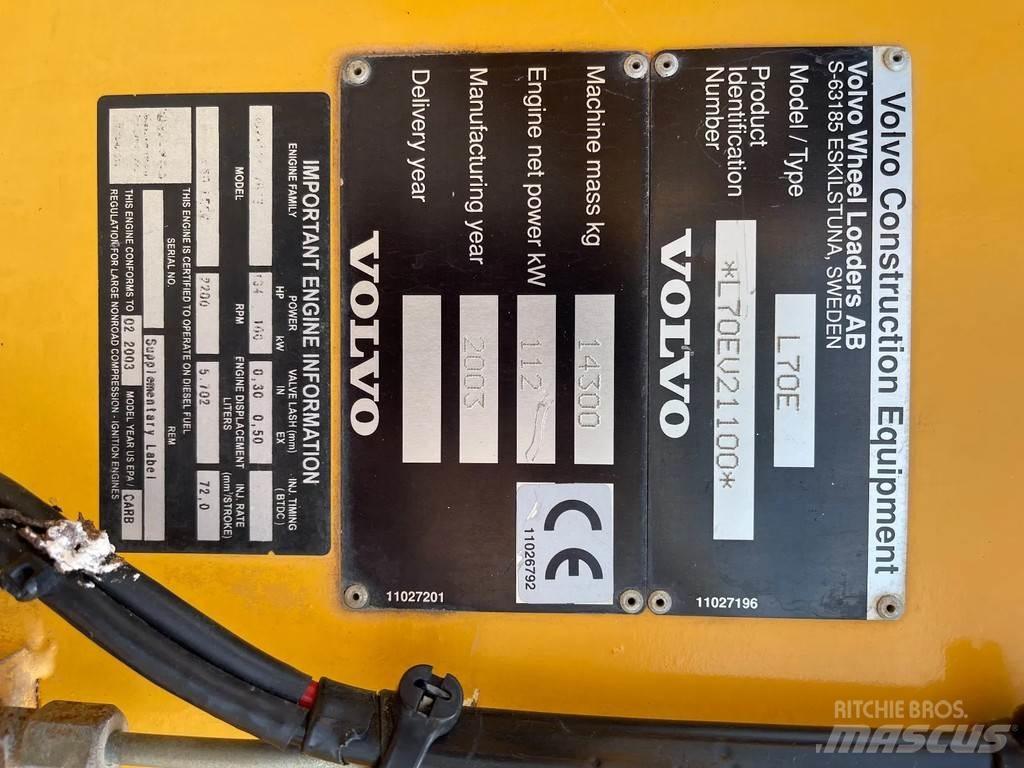 Volvo Construction Equipment
Volvo Wheel Loaders AB
S-63185 ESKILSTUNA, SWEDEN
Model / Type L70E
Product
Identification
Number
*L70EV21100*
VOLVO
11027196
Machine mass kg 14300
Engine net power kW 112
Manufacturing year 2003
Delivery year
CE
11026792
VOLVO
11027201
IMPORTANT ENGINE INFORMATION
ENGINE FAMILY POWER VALVE LASH (mm) INJ. TIMING
HP kW IN EX (BTDC)
134 100 0,30 0,50
MODEL RPM ENGINE DISPLACEMENT INJ. RATE
LITERS (mm³/STROKE)
2200 5,702 72,0
THIS ENGINE IS CERTIFIED TO OPERATE ON DIESEL FUEL
SERIAL NO. REM
Supplementary Label
THIS ENGINE CONFORMS TO 02 2003 MODEL YEAR US EPA / CARB
REGULATION FOR LARGE NONROAD COMPRESSION - IGNITION ENGINES
RITCHIE BROS.
MASCUS